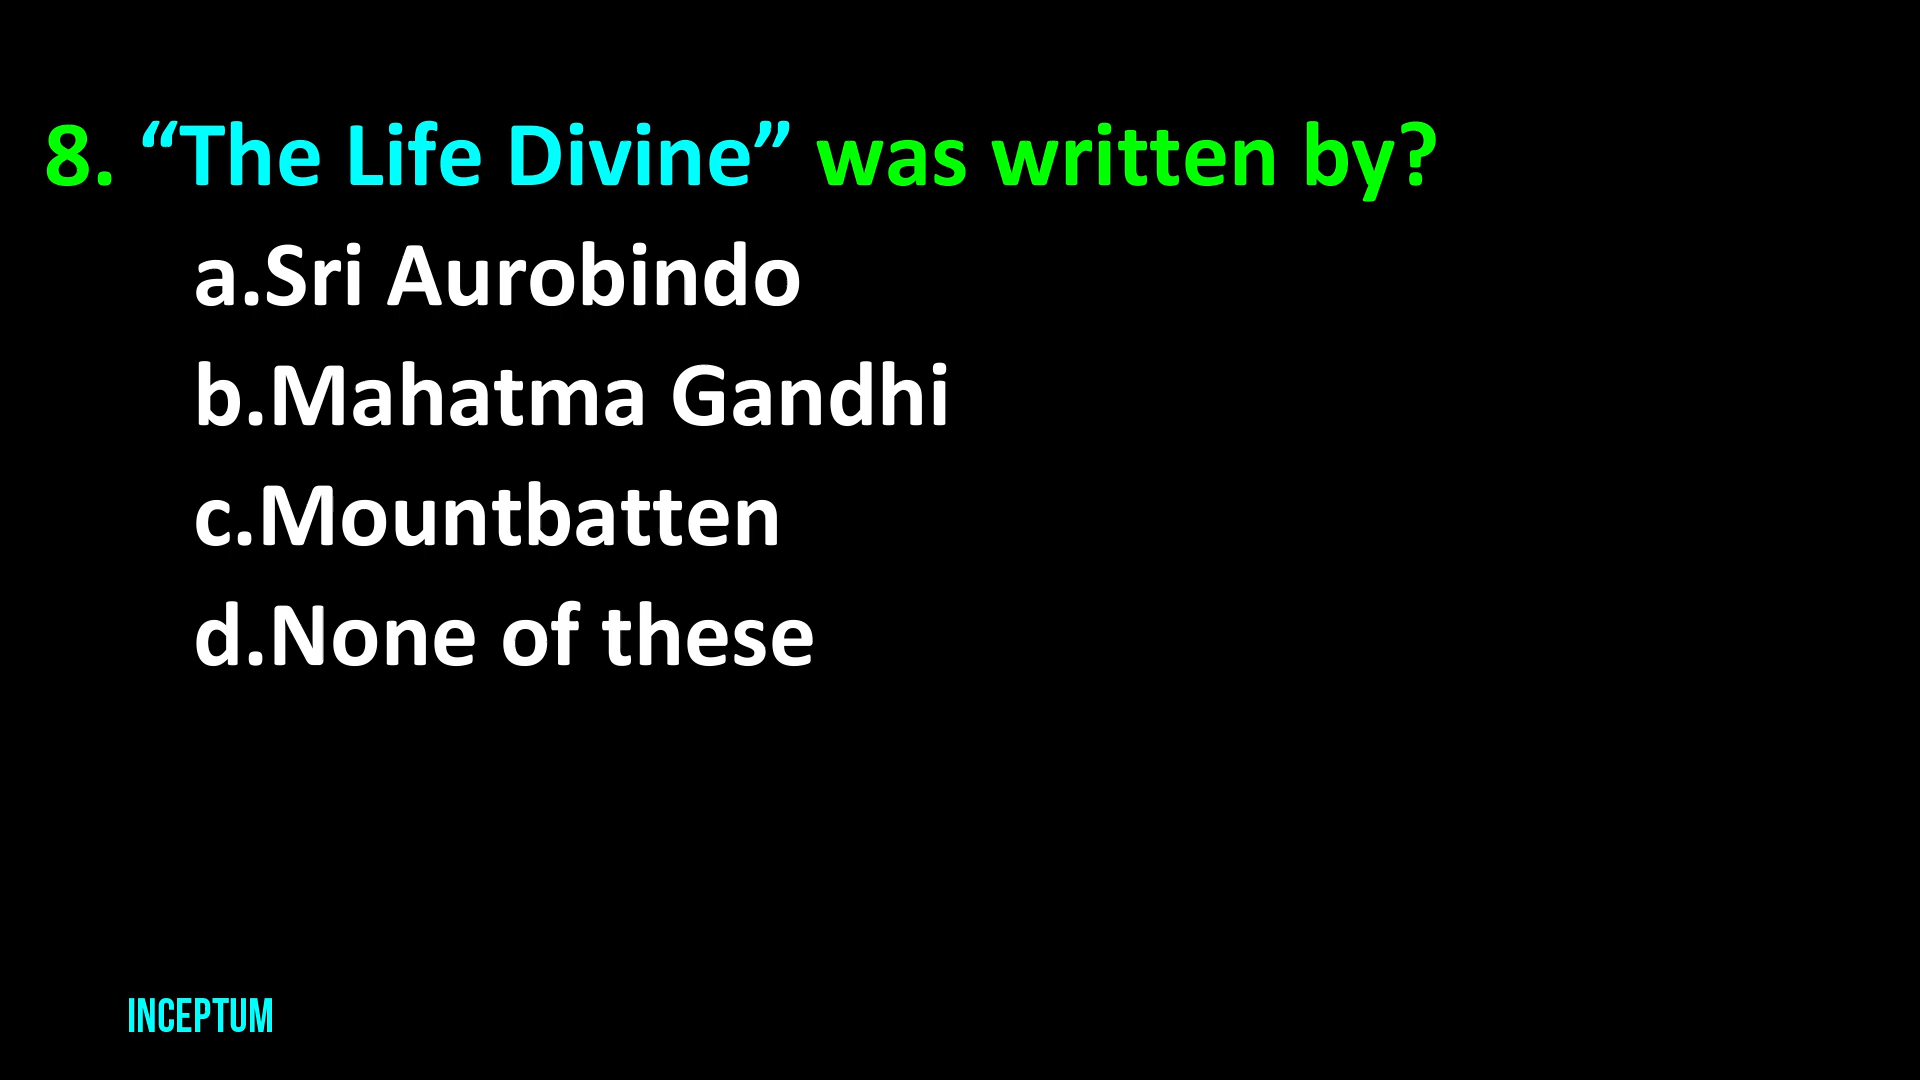 8. “The Life Divine” was written by?
a.Sri Aurobindo
b.Mahatma Gandhi
c.Mountbatten
d.None of these
INCEPTUM